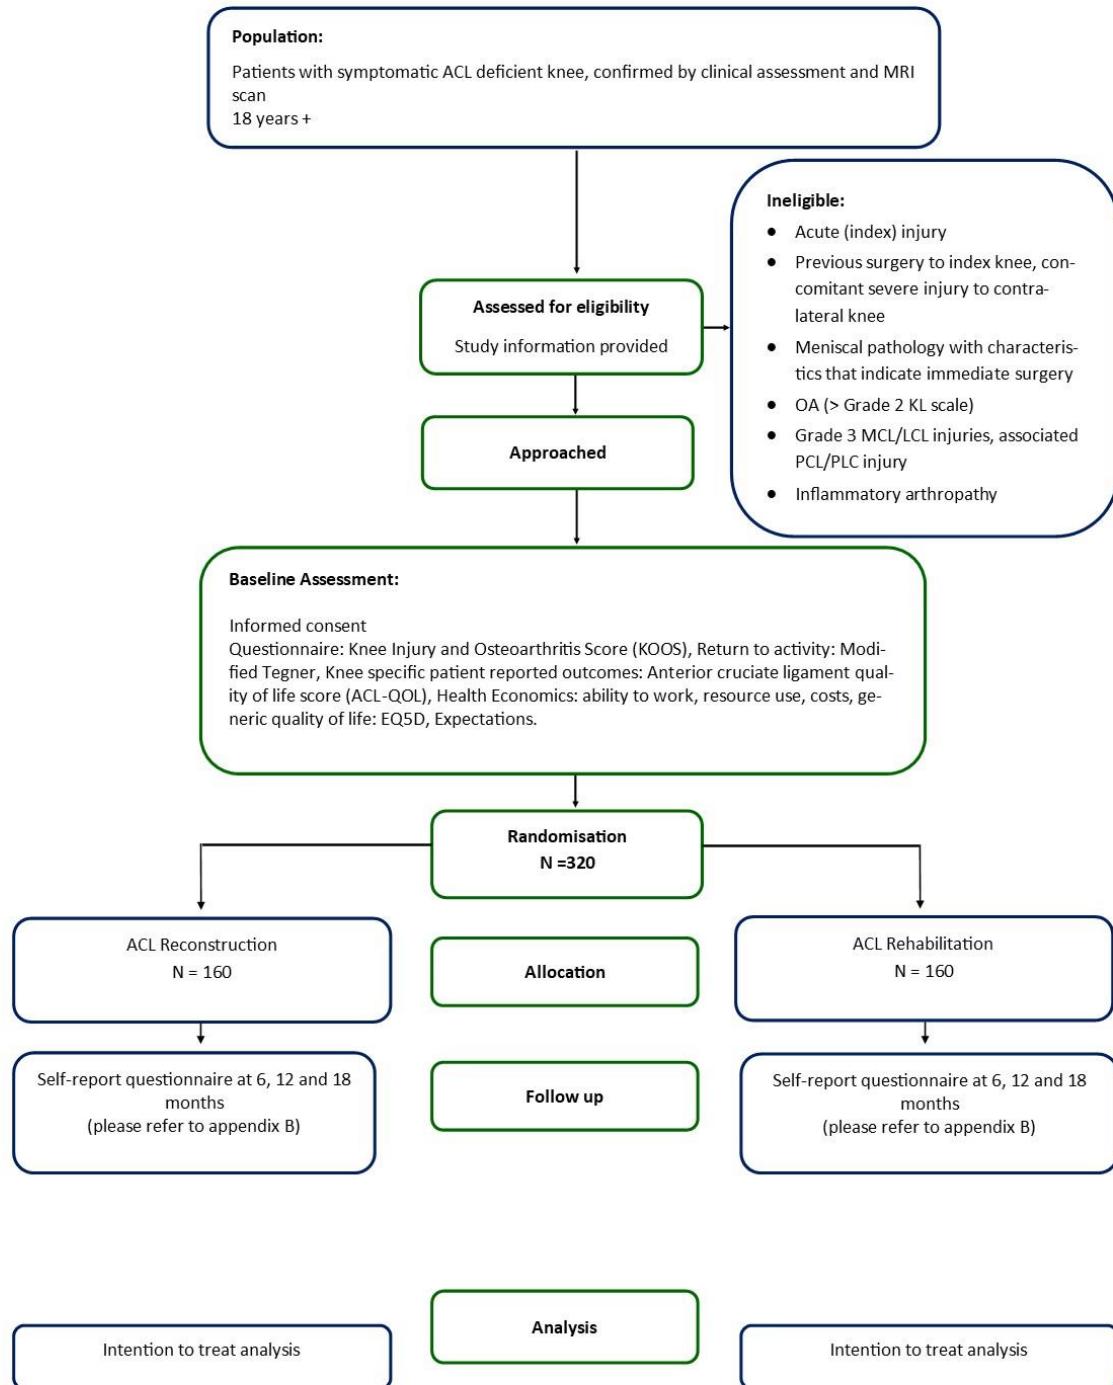 Population:
Patients with symptomatic ACL deficient knee, confirmed by clinical assessment and MRI
scan
18 years +
Ineligible:
● Acute (index) injury
● Previous surgery to index knee, con-
comitant severe injury to contra-
lateral knee
● Meniscal pathology with characteris-
tics that indicate immediate surgery
● OA (> Grade 2 KL scale)
● Grade 3 MCL/LCL injuries, associated
PCL/PLC injury
● Inflammatory arthropathy
Assessed for eligibility
Study information provided
Approached
Baseline Assessment:
Informed consent
Questionnaire: Knee Injury and Osteoarthritis Score (KOOS), Return to activity: Modi-
fied Tegner, Knee specific patient reported outcomes: Anterior cruciate ligament qual-
ity of life score (ACL-QOL), Health Economics: ability to work, resource use, costs, ge-
neric quality of life: EQ5D, Expectations.
Randomisation
N =320
ACL Reconstruction
N = 160
Allocation
ACL Rehabilitation
N = 160
Self-report questionnaire at 6, 12 and 18
months
(please refer to appendix B)
Follow up
Self-report questionnaire at 6, 12 and 18
months
(please refer to appendix B)
Analysis
Intention to treat analysis
Intention to treat analysis